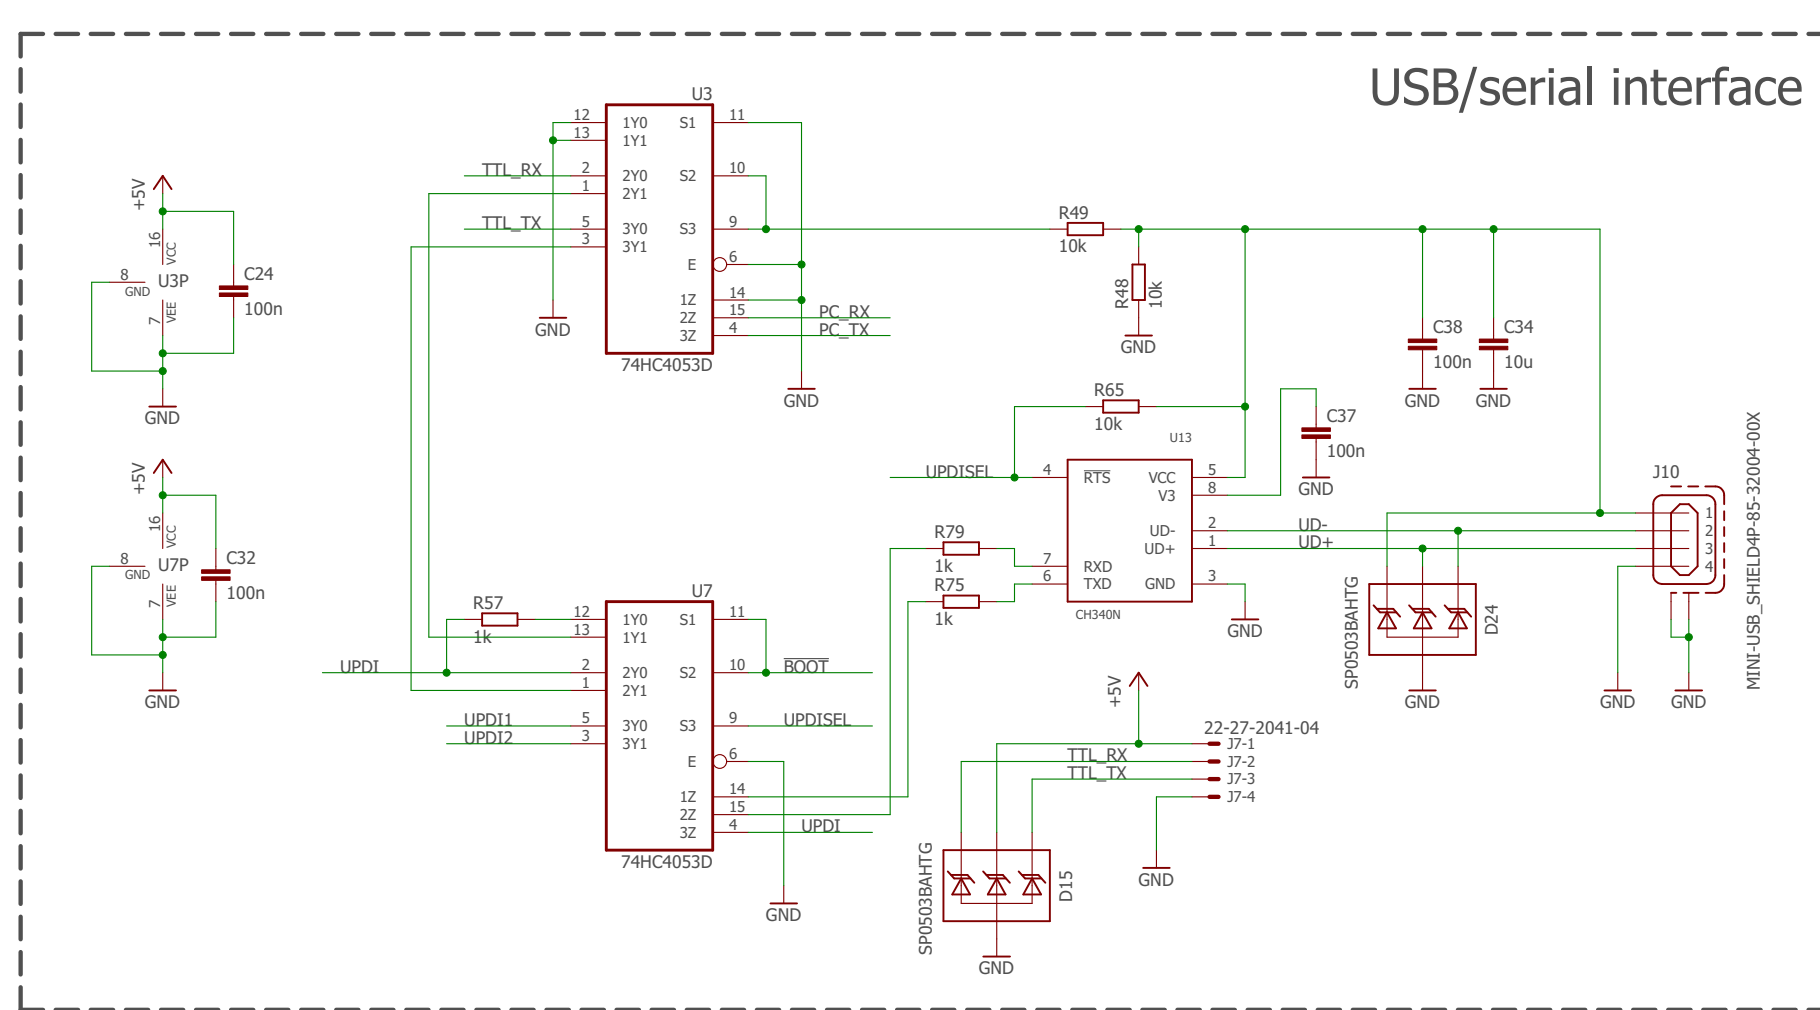 USB/serial interface
U3
12 1Y0 S1 11
13 1Y1
TTL_RX 2 2Y0 S2 10
1 2Y1
TTL_TX 5 3Y0 S3 9
3 3Y1
E 6
1Z 14
2Z 15 PC_RX
3Z 4 PC_TX
74HC4053D
GND
GND
+5V
16
VCC
8
GND
U3P
7
VEE
C24
100n
GND
+5V
16
VCC
8
GND
U7P
7
VEE
C32
100n
GND
R49
10k
R48
10k
GND
C38
100n
GND
C34
10u
GND
R65
10k
C37
100n
GND
U13
UPDISEL 4 RTS VCC 5
V3 8
UD- 2 UD-
UD+ 1 UD+
7 RXD
6 TXD GND 3
CH340N
GND
R79
1k
R75
1k
J10
1
2
3
4
MINI-USB_SHIELD4P-85-32004-00X
GND
GND
SP0503BAHTG
D24
GND
U7
R57
1k
12 1Y0 S1 11
13 1Y1
UPDI 2 2Y0 S2 10 BOOT
1 2Y1
UPDI1 5 3Y0 S3 9 UPDISEL
UPDI2 3 3Y1
E 6
1Z 14
2Z 15
3Z 4 UPDI
74HC4053D
GND
+5V
22-27-2041-04
J7-1
TTL_RX J7-2
TTL_TX J7-3
J7-4
GND
SP0503BAHTG
D15
GND